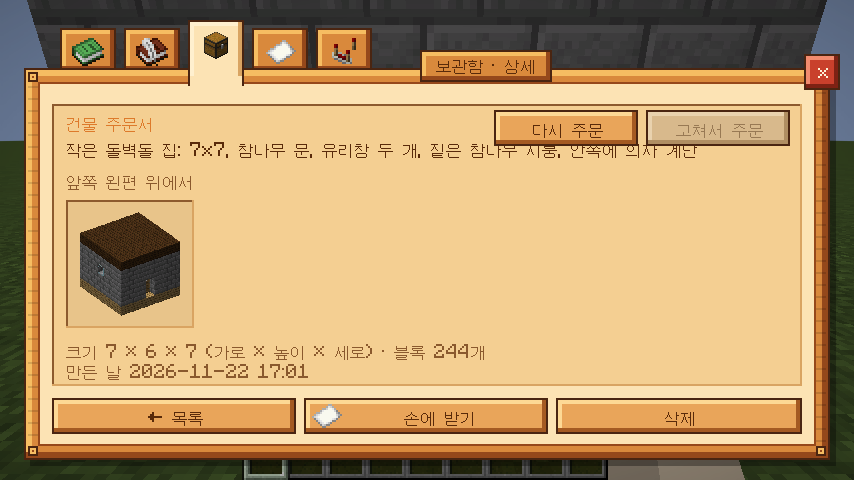 보관함 · 상세
건물 주문서
다시 주문
고쳐서 주문
작은 돌벽돌 집: 7x7, 참나무 문, 유리창 두 개, 짙은 참나무 지붕, 안쪽에 의자 계단
앞쪽 왼편 위에서
크기 7 × 6 × 7 (가로 × 높이 × 세로) · 블록 244개
만든 날 2026-11-22 17:01
← 목록
손에 받기
삭제